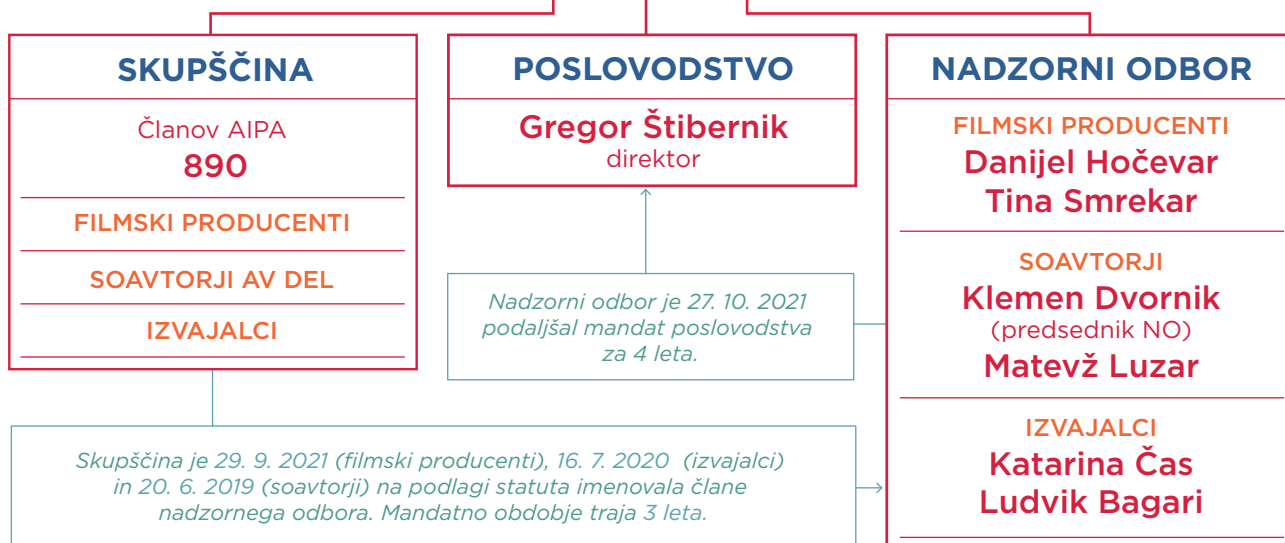 SKUPŠČINA
Članov AIPA
890
FILMSKI PRODUCENTI
SOAVTORJI AV DEL
IZVAJALCI
POSLOVODSTVO
Gregor Štibernik
direktor
Nadzorni odbor je 27. 10. 2021
podaljšal mandat poslovodstva
za 4 leta.
NADZORNI ODBOR
FILMSKI PRODUCENTI
Danijel Hočevar
Tina Smrekar
SOAVTORJI
Klemen Dvornik
(predsednik NO)
Matevž Luzar
IZVAJALCI
Katarina Čas
Ludvik Bagari
Skupščina je 29. 9. 2021 (filmski producenti), 16. 7. 2020 (izvajalci)
in 20. 6. 2019 (soavtorji) na podlagi statuta imenovala člane
nadzornega odbora. Mandatno obdobje traja 3 leta.